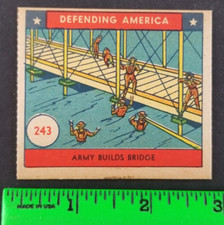 DEFENDING AMERICA
243
ARMY BUILDS BRIDGE
1 2 3
MADE IN USA